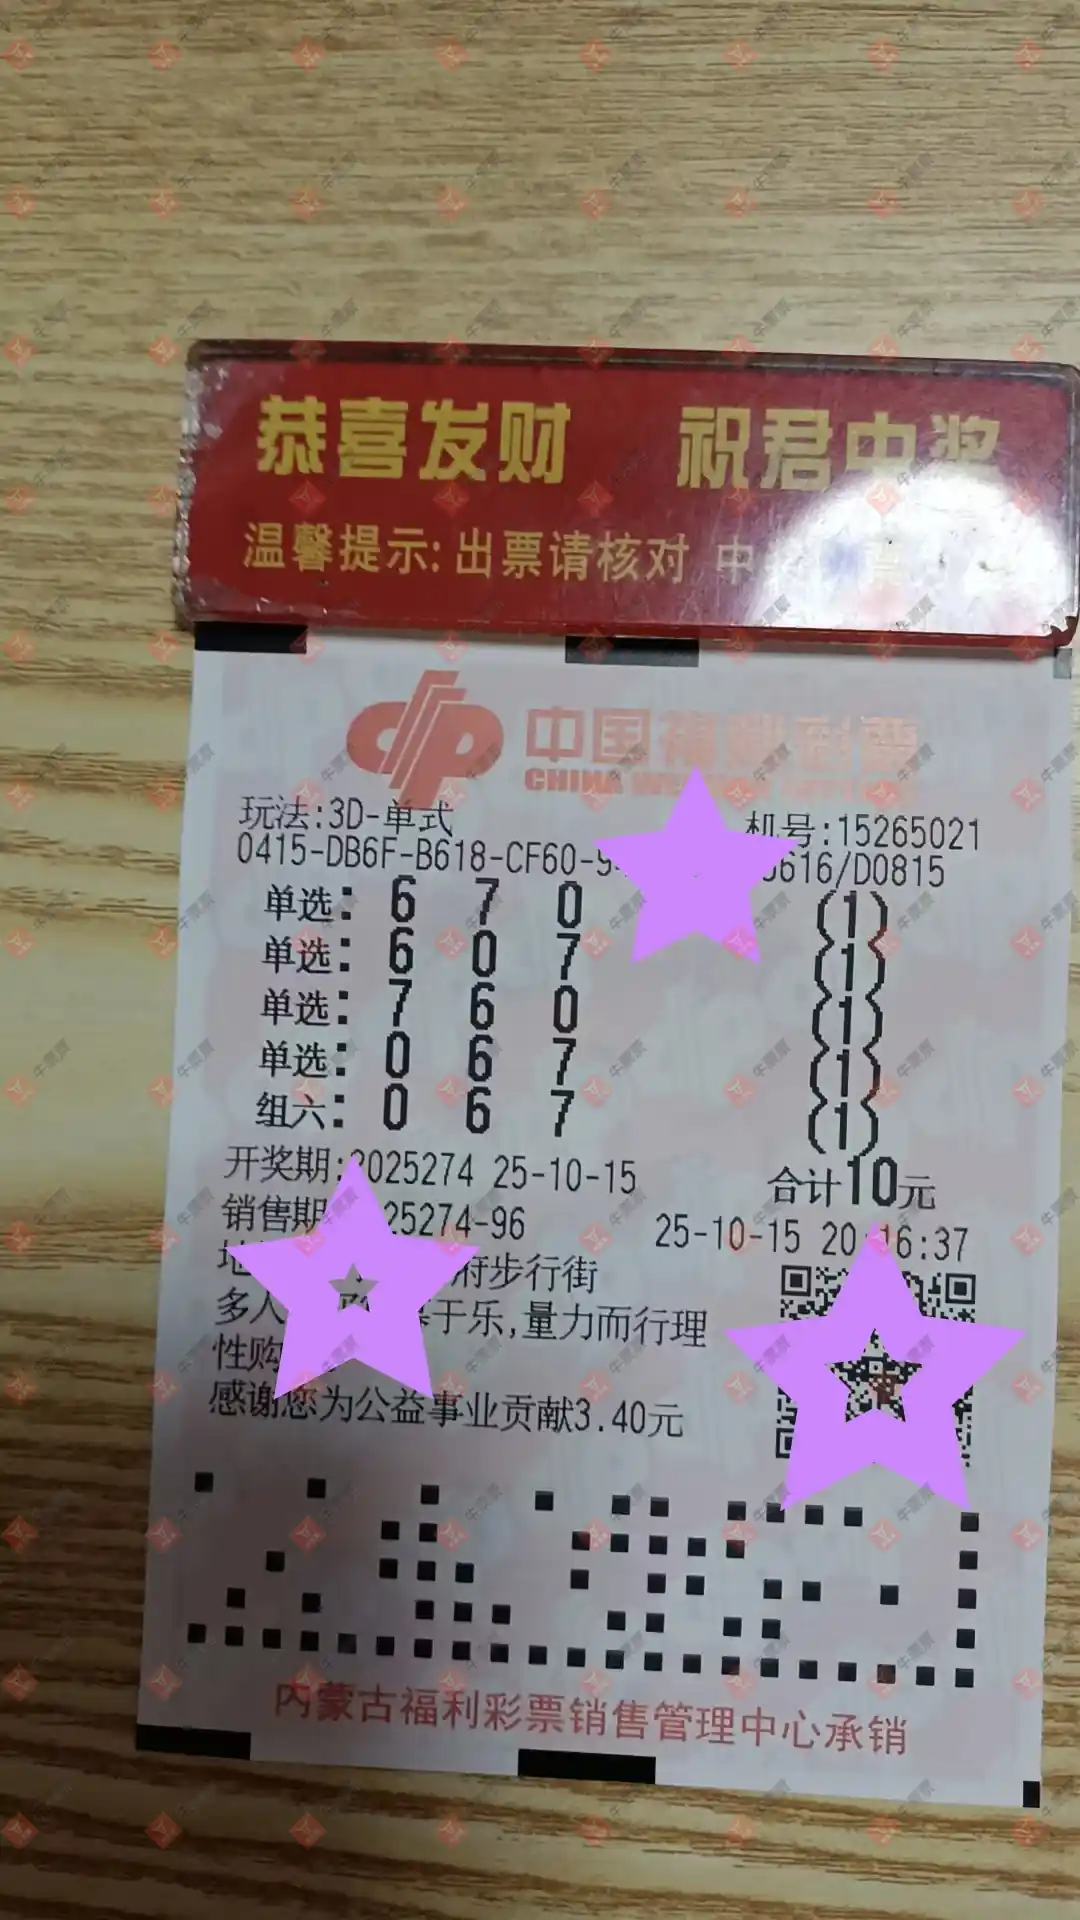 恭喜发财 祝君中奖
温馨提示:出票请核对 中
中国福利彩票
CHINA
玩法:3D-单式 机号:15265021
0415-DB6F-B618-CF60-9 616/D0815
单选: 6 7 0 (1)
单选: 6 0 7 (1)
单选: 7 6 0 (1)
单选: 0 6 7 (1)
组六: 0 6 7 (1)
开奖期:2025274 25-10-15 合计10元
销售期 25274-96 25-10-15 20:16:37
府步行街
多人 于乐,量力而行理
性购
感谢您为公益事业贡献3.40元
内蒙古福利彩票销售管理中心承销
牛票票